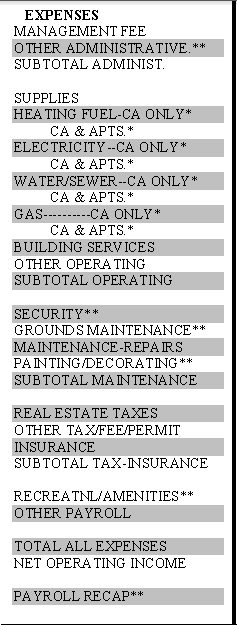 EXPENSES
MANAGEMENT FEE
OTHER ADMINISTRATIVE.**
SUBTOTAL ADMINIST.
SUPPLIES
HEATING FUEL-CA ONLY*
CA & APTS.*
ELECTRICITY--CA ONLY*
CA & APTS.*
WATER/SEWER--CA ONLY*
CA & APTS.*
GAS----------CA ONLY*
CA & APTS.*
BUILDING SERVICES
OTHER OPERATING
SUBTOTAL OPERATING
SECURITY**
GROUNDS MAINTENANCE**
MAINTENANCE-REPAIRS
PAINTING/DECORATING**
SUBTOTAL MAINTENANCE
REAL ESTATE TAXES
OTHER TAX/FEE/PERMIT
INSURANCE
SUBTOTAL TAX-INSURANCE
RECREATNL/AMENITIES**
OTHER PAYROLL
TOTAL ALL EXPENSES
NET OPERATING INCOME
PAYROLL RECAP**